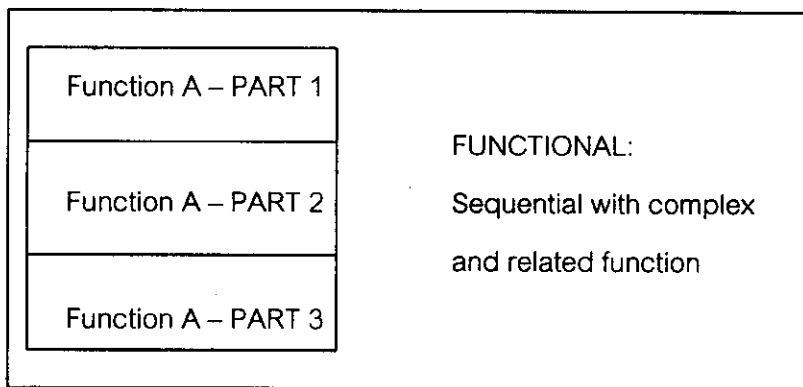 Function A – PART 1
Function A – PART 2
Function A – PART 3
FUNCTIONAL:
Sequential with complex
and related function